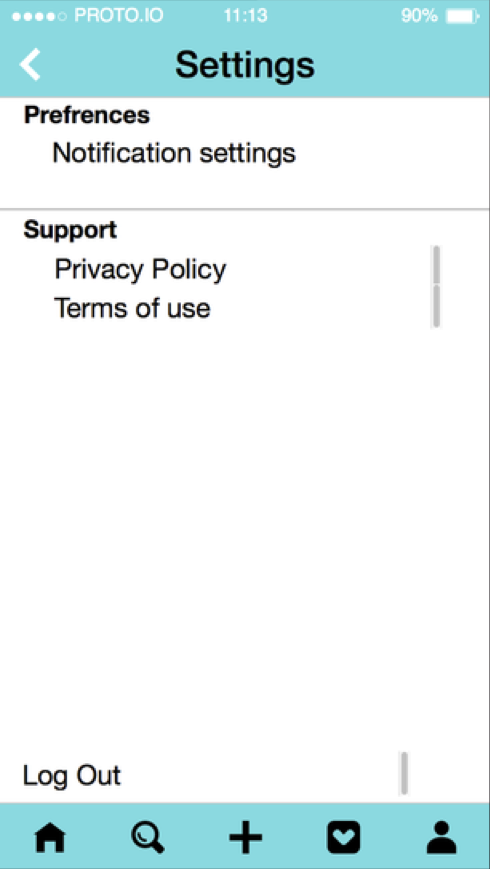 PROTO.IO 11:13 90%
Settings
Prefrences
Notification settings
Support
Privacy Policy
Terms of use
Log Out